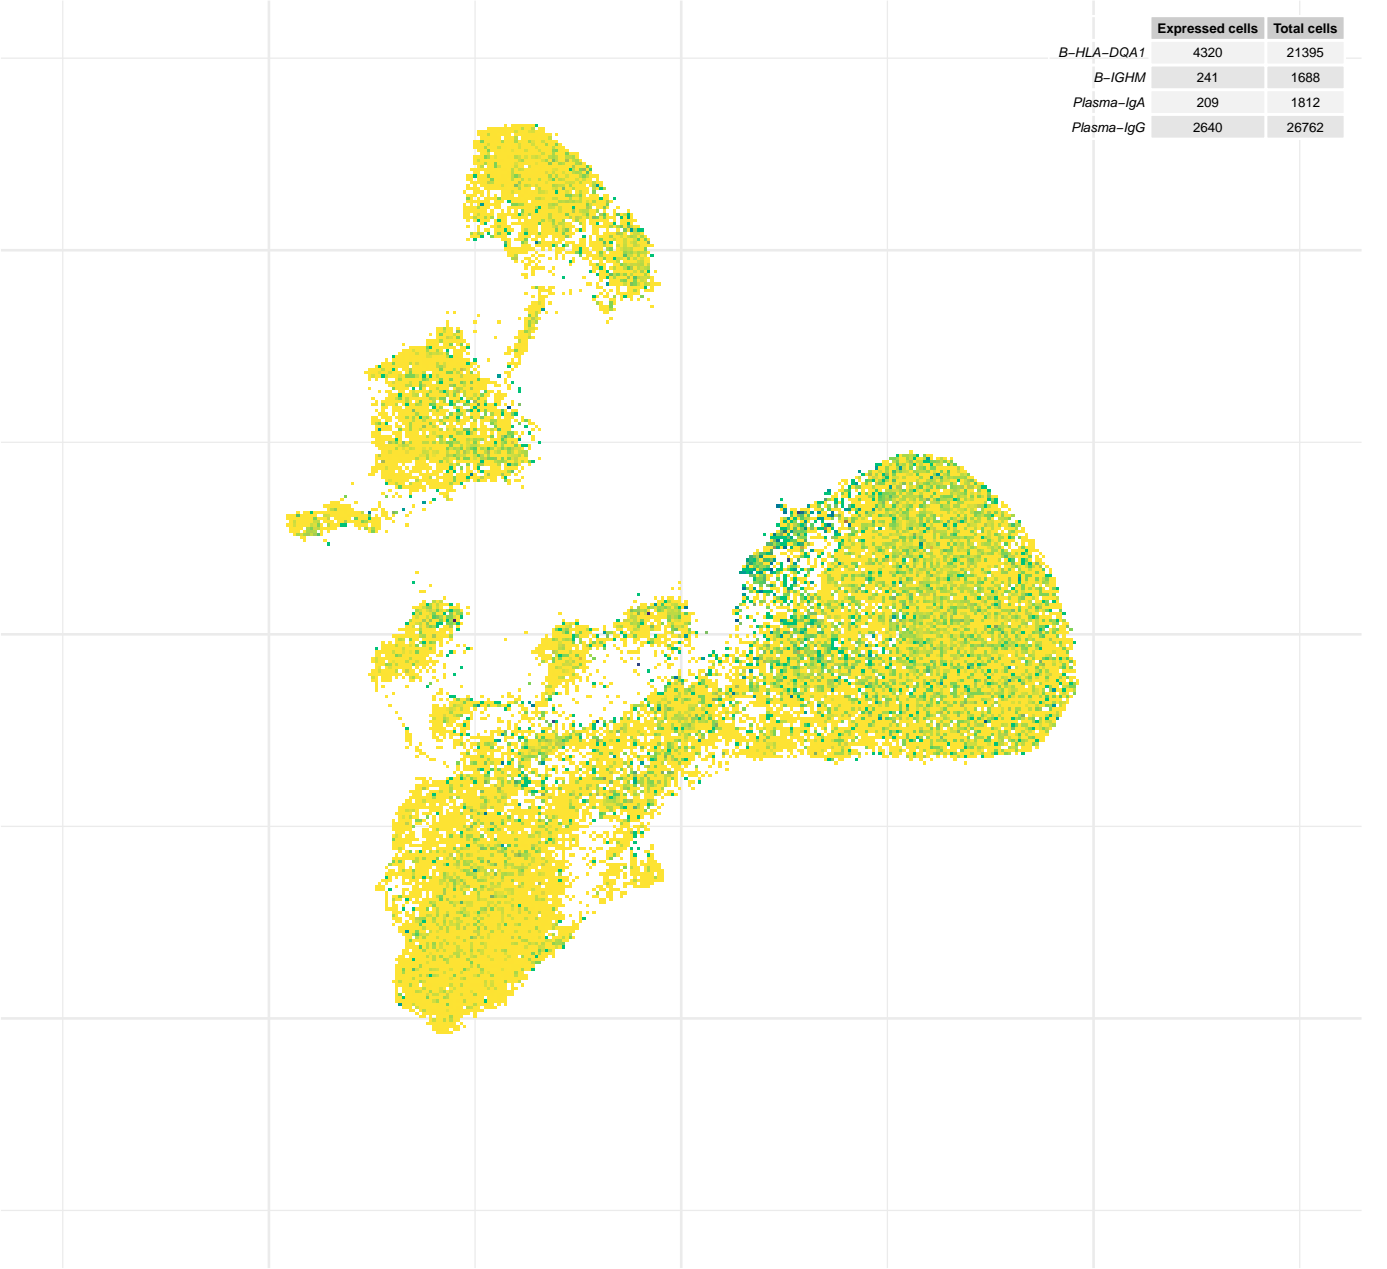 Expressed cells Total cells
B−HLA−DQA1 4320 21395
B−IGHM 241 1688
Plasma−IgA 209 1812
Plasma−IgG 2640 26762